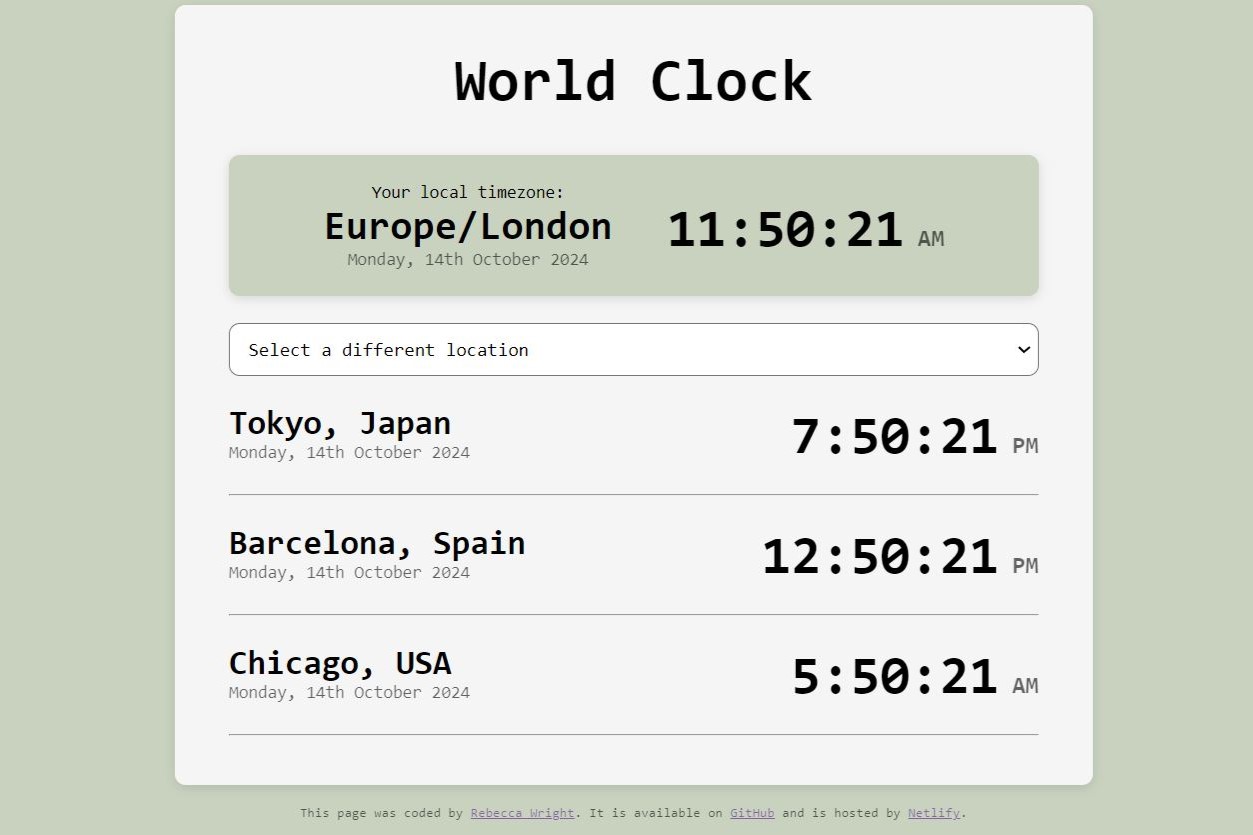 World Clock
Your local timezone:
Europe/London
Monday, 14th October 2024
11:50:21 AM
Select a different location
Tokyo, Japan
Monday, 14th October 2024
7:50:21 PM
Barcelona, Spain
Monday, 14th October 2024
12:50:21 PM
Chicago, USA
Monday, 14th October 2024
5:50:21 AM
This page was coded by Rebecca Wright. It is available on GitHub and is hosted by Netlify.